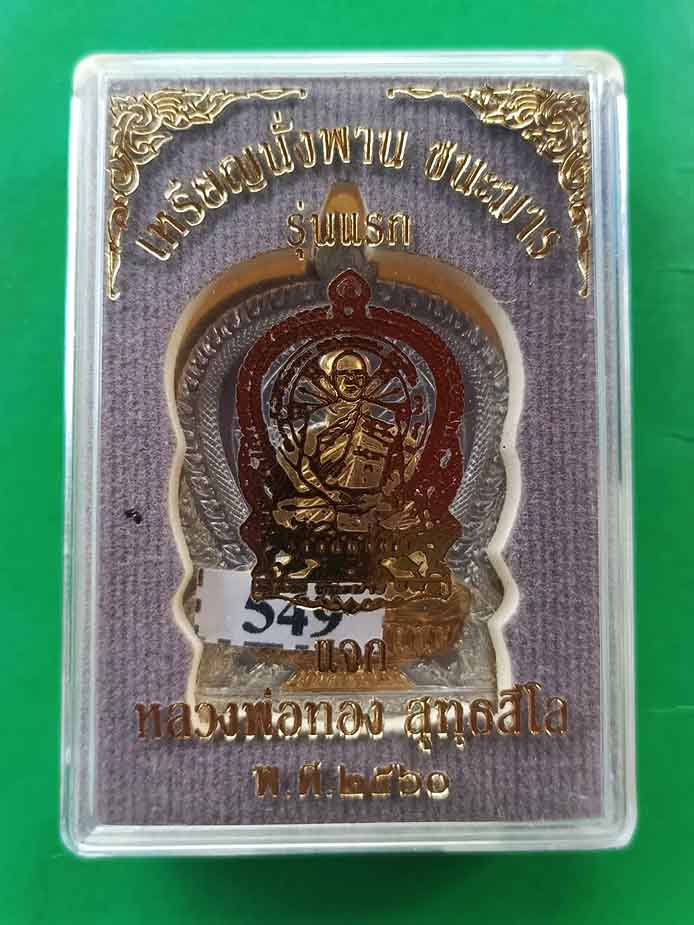 เหรียญนั่งพาน ชนะมาร
รุ่นแรก
549
แจก
หลวงพ่อทอง สุทฺธสีโล
พ.ศ.๒๕๖๐